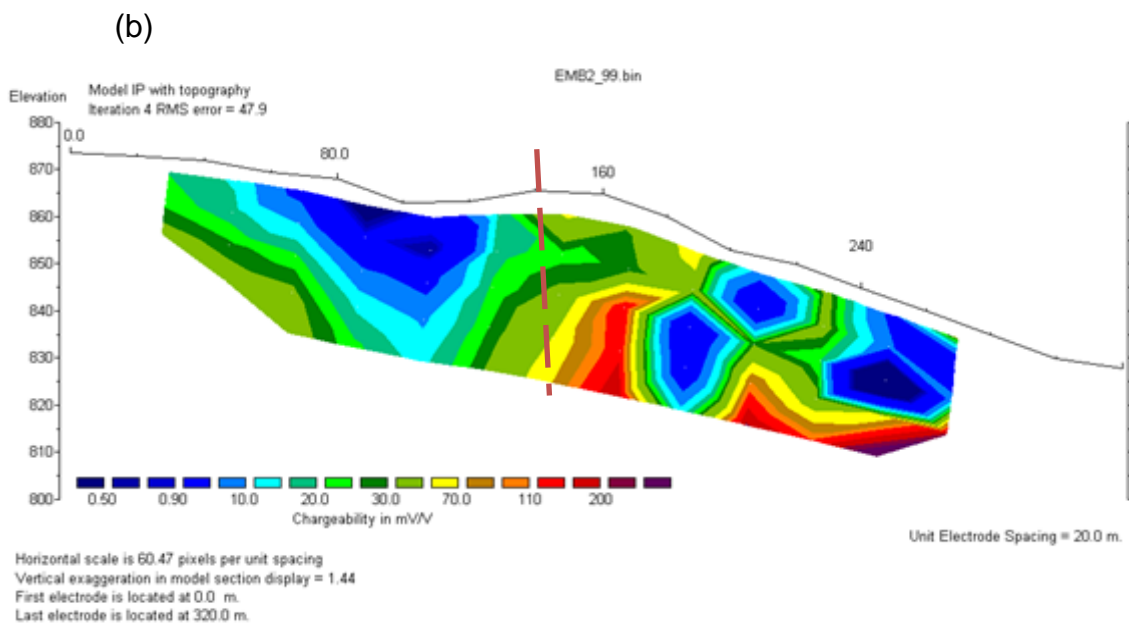 (b)
EMB2_99.bin
Model IP with topography
Elevation
Iteration 4 RMS error = 47.9
880
0.0
80.0
870
160
860
240
850
840
830
820
810
800
0.50 0.90 10.0 20.0 30.0 70.0 110 200
Chargeability in mV/V
Unit Electrode Spacing = 20.0 m.
Horizontal scale is 60.47 pixels per unit spacing
Vertical exaggeration in model section display = 1.44
First electrode is located at 0.0 m.
Last electrode is located at 320.0 m.